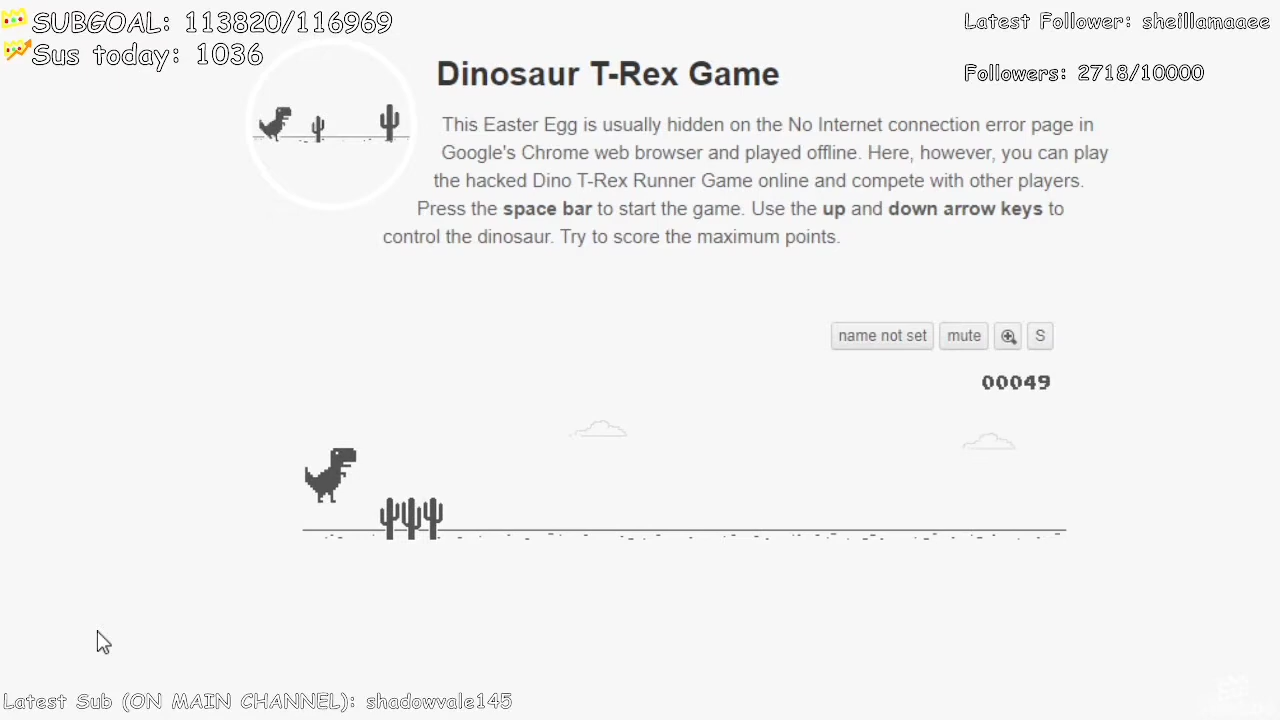 SUBGOAL: 113820/116969
Sus today: 1036
Latest Follower: sheillamaaee
Followers: 2718/10000
Dinosaur T-Rex Game
This Easter Egg is usually hidden on the No Internet connection error page in
Google's Chrome web browser and played offline. Here, however, you can play
the hacked Dino T-Rex Runner Game online and compete with other players.
Press the space bar to start the game. Use the up and down arrow keys to
control the dinosaur. Try to score the maximum points.
name not set mute S
00049
Latest Sub (ON MAIN CHANNEL): shadowvale145